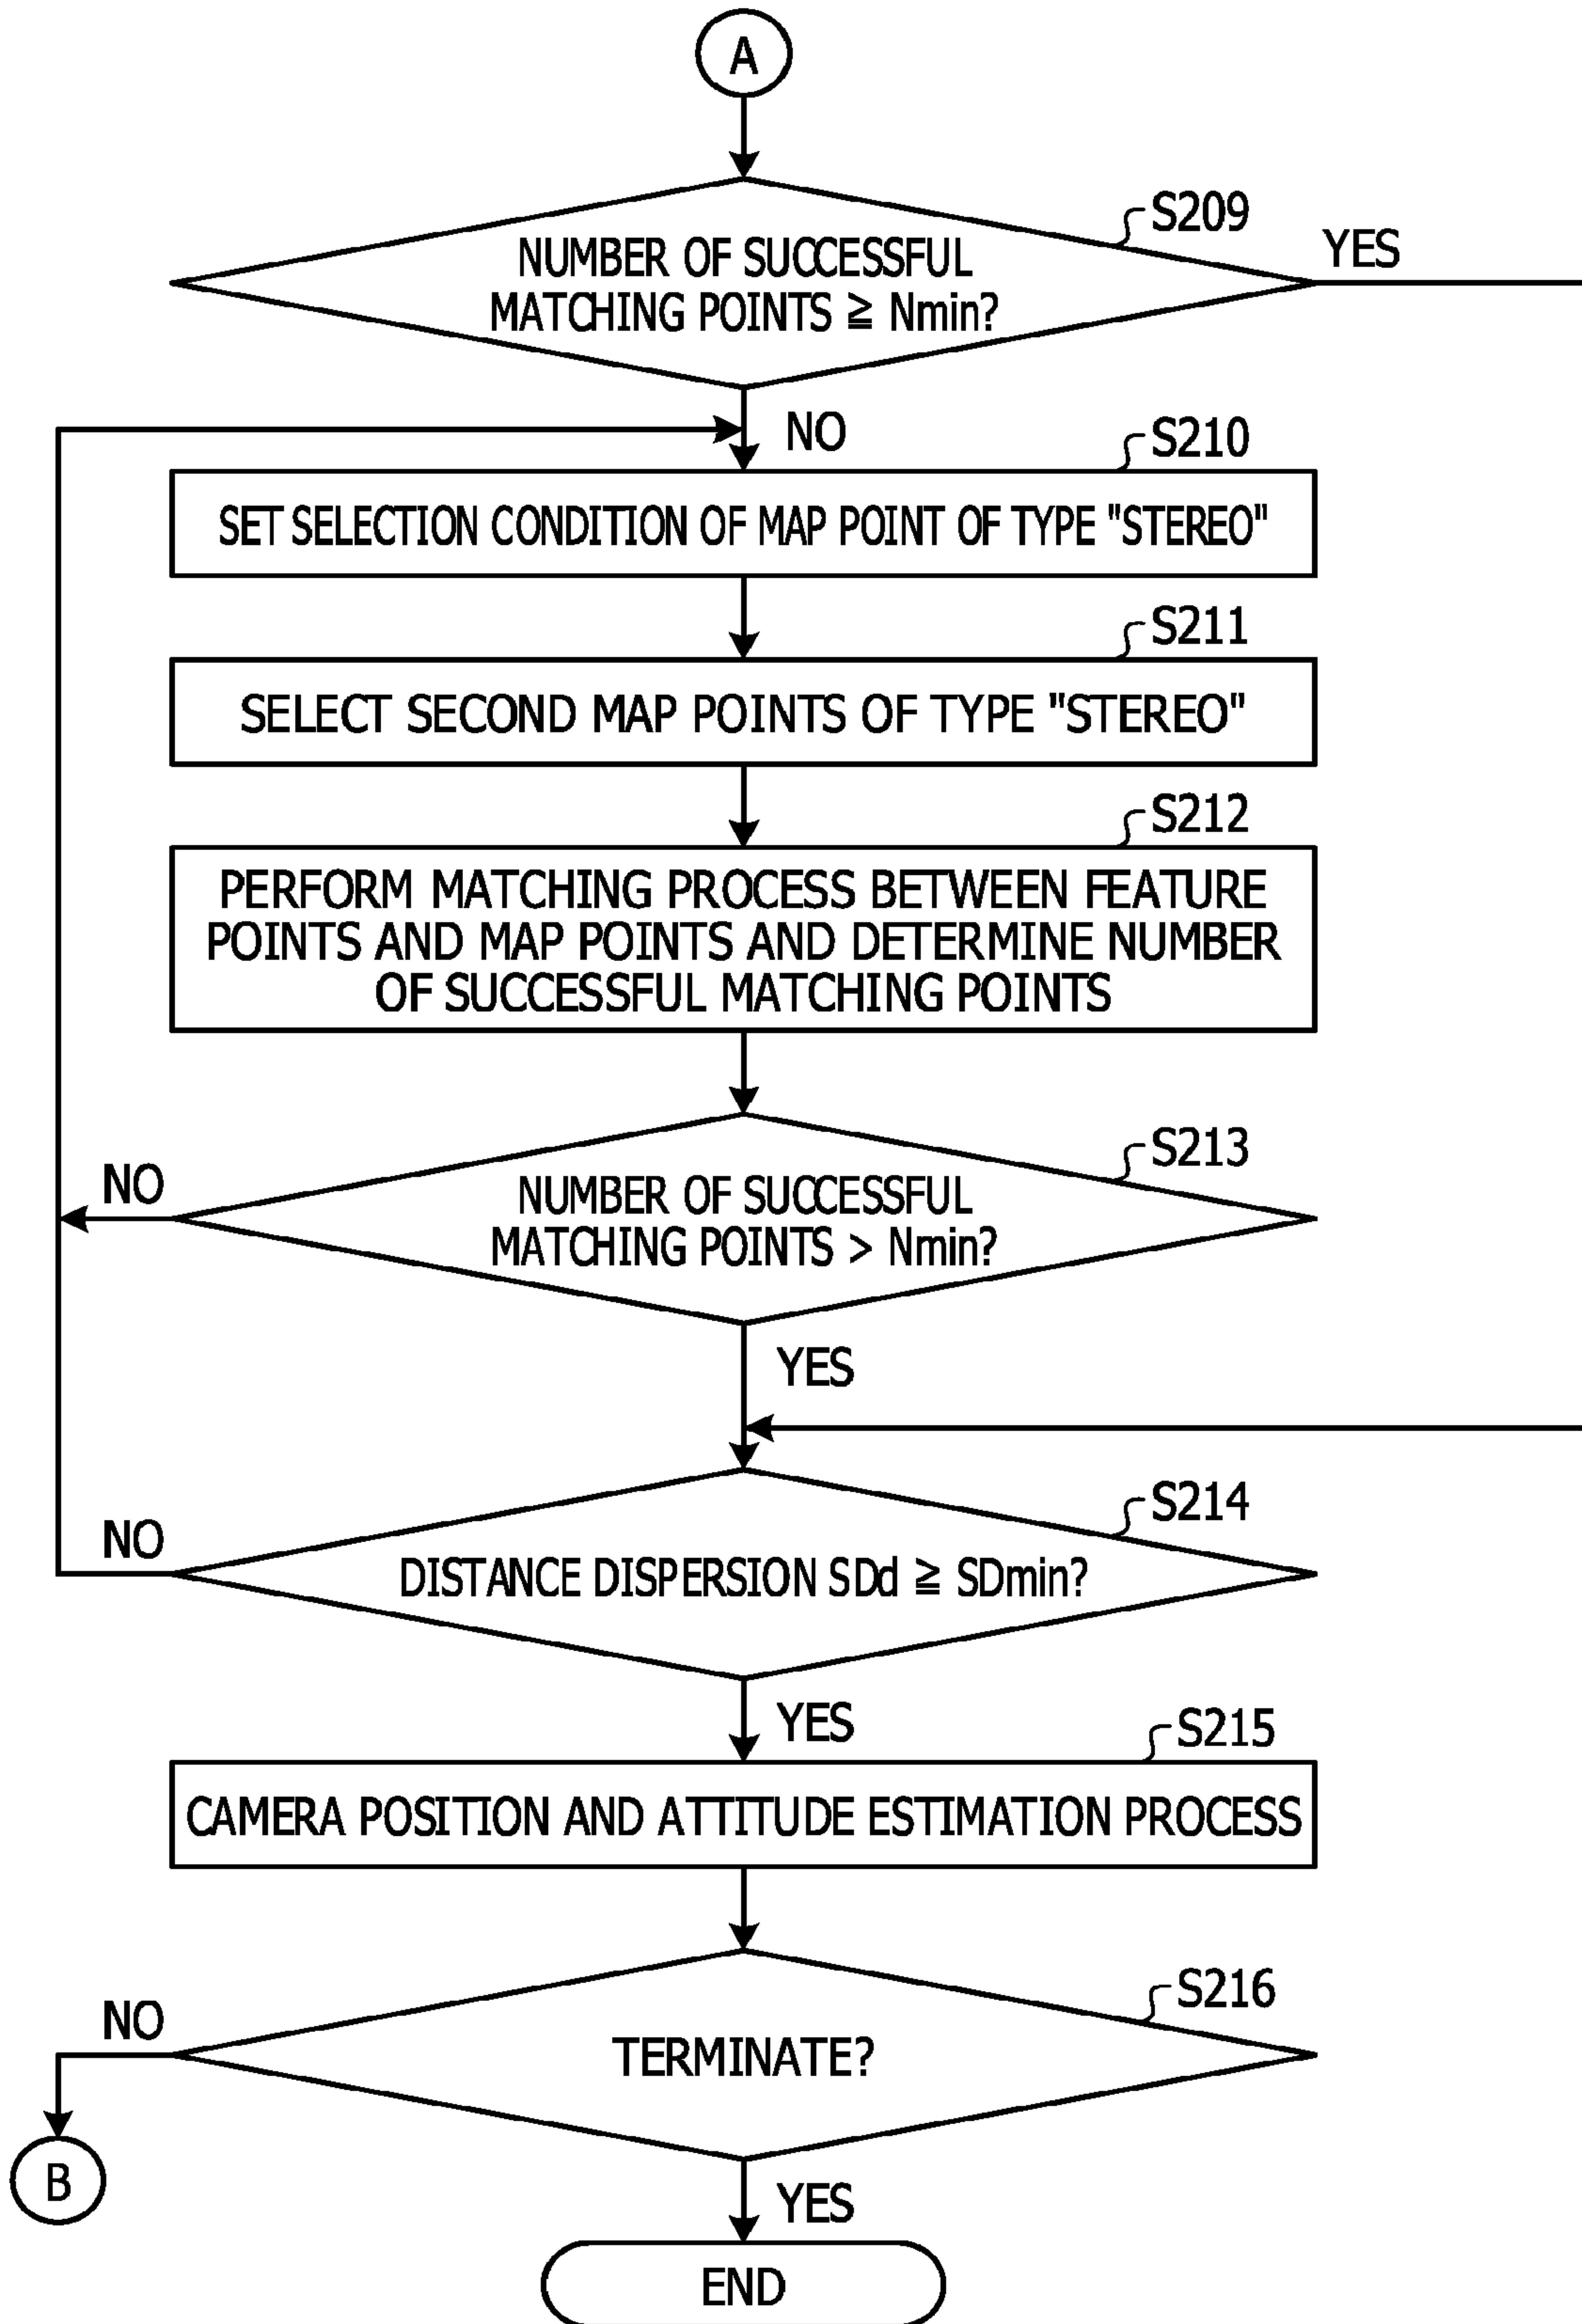 A
S209
YES
NUMBER OF SUCCESSFUL
MATCHING POINTS ≧ Nmin?
NO
S210
SET SELECTION CONDITION OF MAP POINT OF TYPE "STEREO"
S211
SELECT SECOND MAP POINTS OF TYPE "STEREO"
S212
PERFORM MATCHING PROCESS BETWEEN FEATURE
POINTS AND MAP POINTS AND DETERMINE NUMBER
OF SUCCESSFUL MATCHING POINTS
S213
NO
NUMBER OF SUCCESSFUL
MATCHING POINTS > Nmin?
YES
S214
NO
DISTANCE DISPERSION SDd ≧ SDmin?
YES
S215
CAMERA POSITION AND ATTITUDE ESTIMATION PROCESS
S216
NO
TERMINATE?
B
YES
END